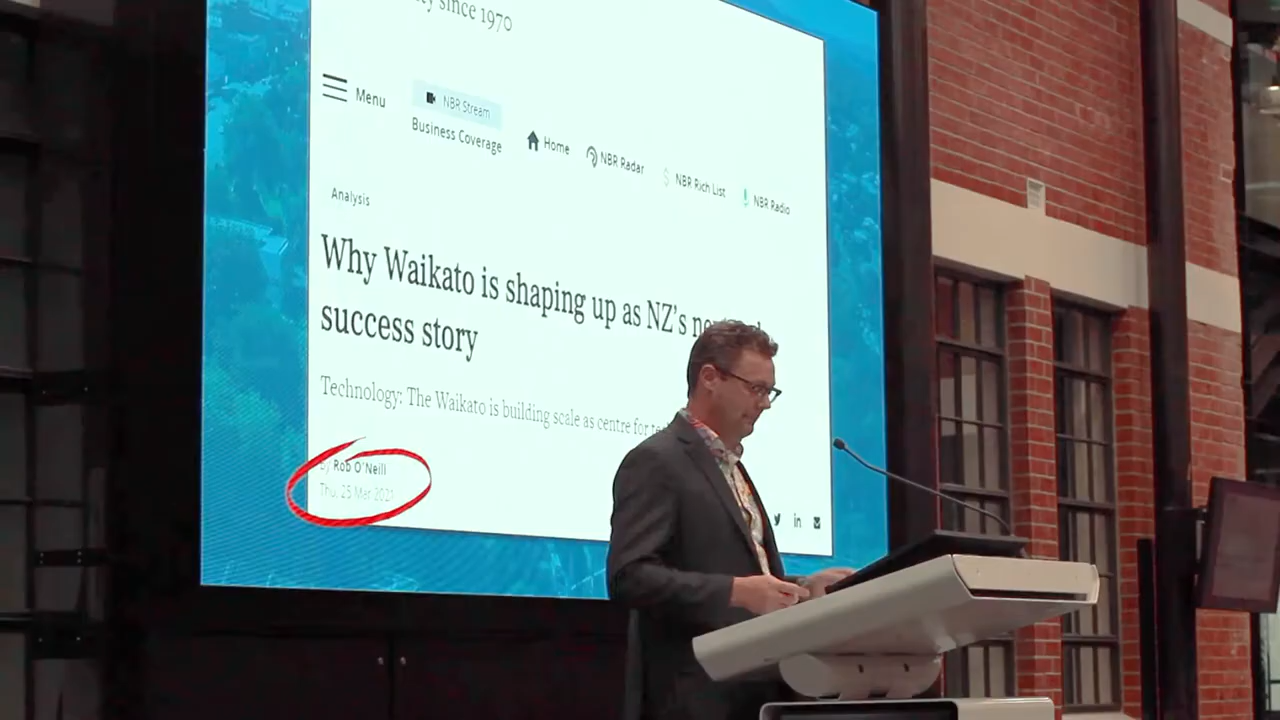 since 1970
Menu
NBR Stream
Business Coverage
Home
NBR Radar
NBR Rich List
NBR Radio
Analysis
Why Waikato is shaping up as NZ's
success story
Technology: The Waikato is building scale as centre for
By Rob O'Neill
Thu, 25 Mar 2021
in